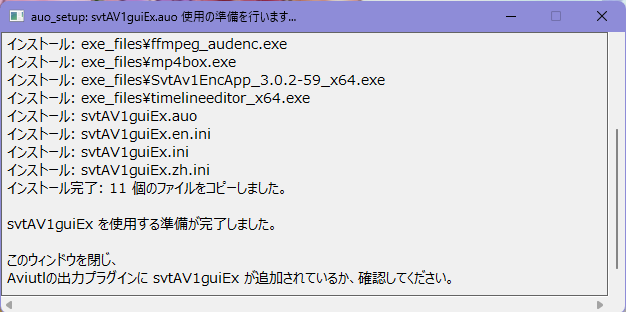 auo_setup: svtAV1guiEx.auo 使用の準備を行います...
インストール: exe_files¥ffmpeg_audenc.exe
インストール: exe_files¥mp4box.exe
インストール: exe_files¥SvtAv1EncApp_3.0.2-59_x64.exe
インストール: exe_files¥timelineeditor_x64.exe
インストール: svtAV1guiEx.auo
インストール: svtAV1guiEx.en.ini
インストール: svtAV1guiEx.ini
インストール: svtAV1guiEx.zh.ini
インストール完了: 11 個のファイルをコピーしました。
svtAV1guiEx を使用する準備が完了しました。
このウィンドウを閉じ、
Aviutlの出力プラグインに svtAV1guiEx が追加されているか、確認してください。